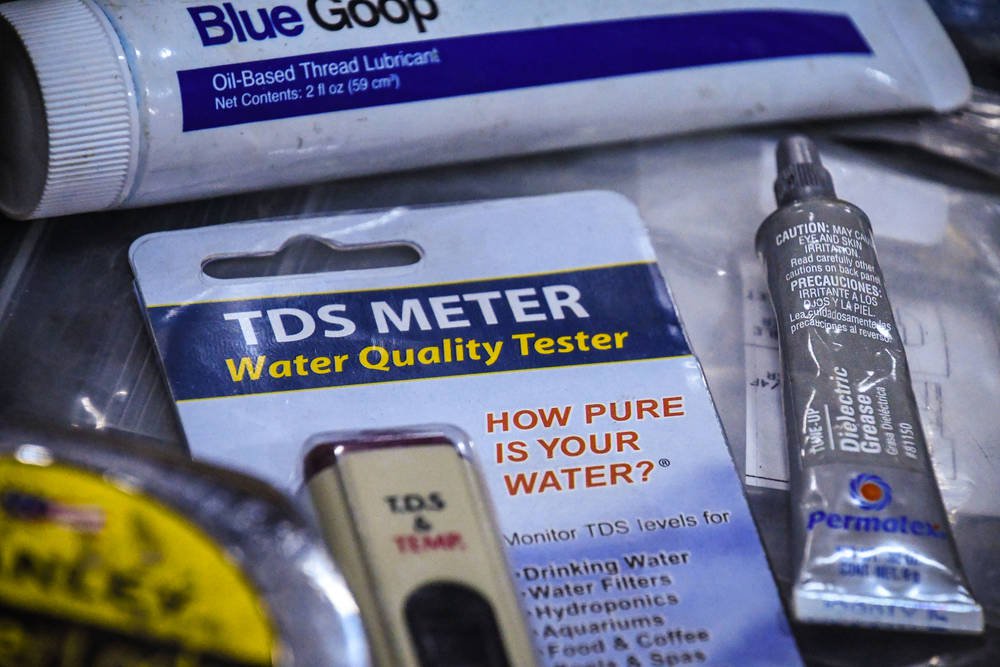 Blue Goop
Oil-Based Thread Lubricant
Net Contents: 2 fl oz (59 cm³)
TDS METER
Water Quality Tester
HOW PURE
IS YOUR
WATER?®
Monitor TDS levels for
•Drinking Water
•Water Filters
•Hydroponics
•Aquariums
•Food & Coffee
& Spas
T.D.S
&
TEMP.
CAUTION: MAY
EYE AND SKIN
IRRITATION.
Read carefully other
cautions on back panel
PRECAUCIONES:
IRRITANTE A LOS
OJOS Y LA PIEL.
Lea cuidadosamente las
precauciones al reverso
TUNE-UP
Dielectric
Grease
Grasa Dieléctrica
#81150
Permatex